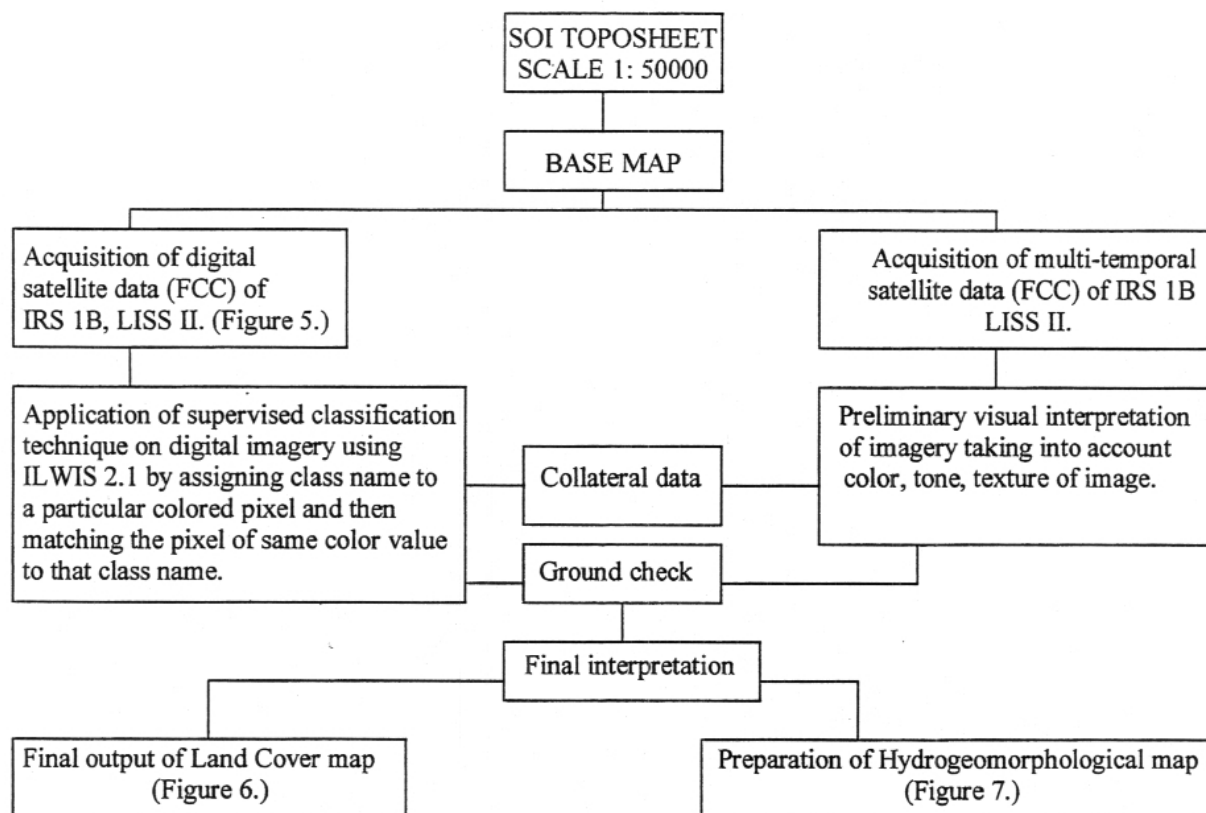 SOI TOPOSHEET
SCALE 1: 50000
BASE MAP
Acquisition of digital
satellite data (FCC) of
IRS 1B, LISS II. (Figure 5.)
Acquisition of multi-temporal
satellite data (FCC) of IRS 1B
LISS II.
Application of supervised classification
technique on digital imagery using
ILWIS 2.1 by assigning class name to
a particular colored pixel and then
matching the pixel of same color value
to that class name.
Collateral data
Preliminary visual interpretation
of imagery taking into account
color, tone, texture of image.
Ground check
Final interpretation
Final output of Land Cover map
(Figure 6.)
Preparation of Hydrogeomorphological map
(Figure 7.)